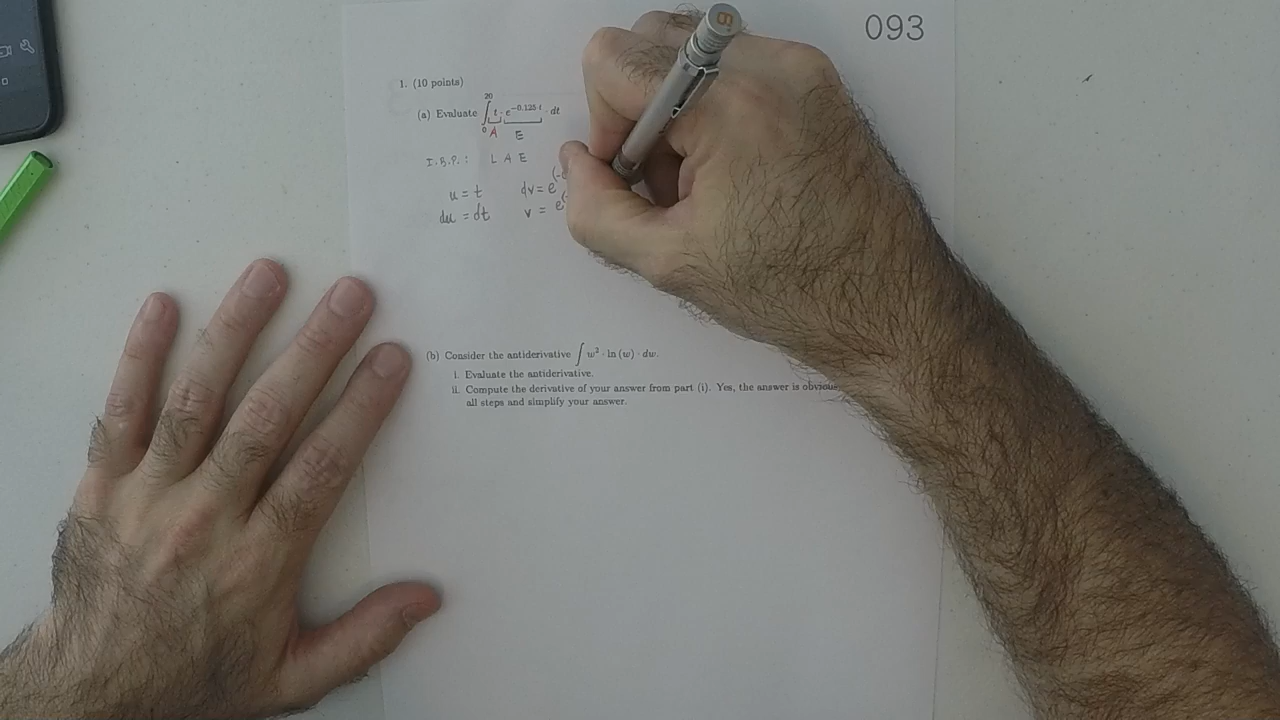 093
1. (10 points)
(a) Evaluate ∫₀²⁰ t · e^(−0.125·t) · dt
A E
I.B.P.: L A E
u = t dv = e^(-
du = dt v = e^(
(b) Consider the antiderivative ∫ w² · ln (w) · dw.
i. Evaluate the antiderivative.
ii. Compute the derivative of your answer from part (i). Yes, the answer is obvious
all steps and simplify your answer.